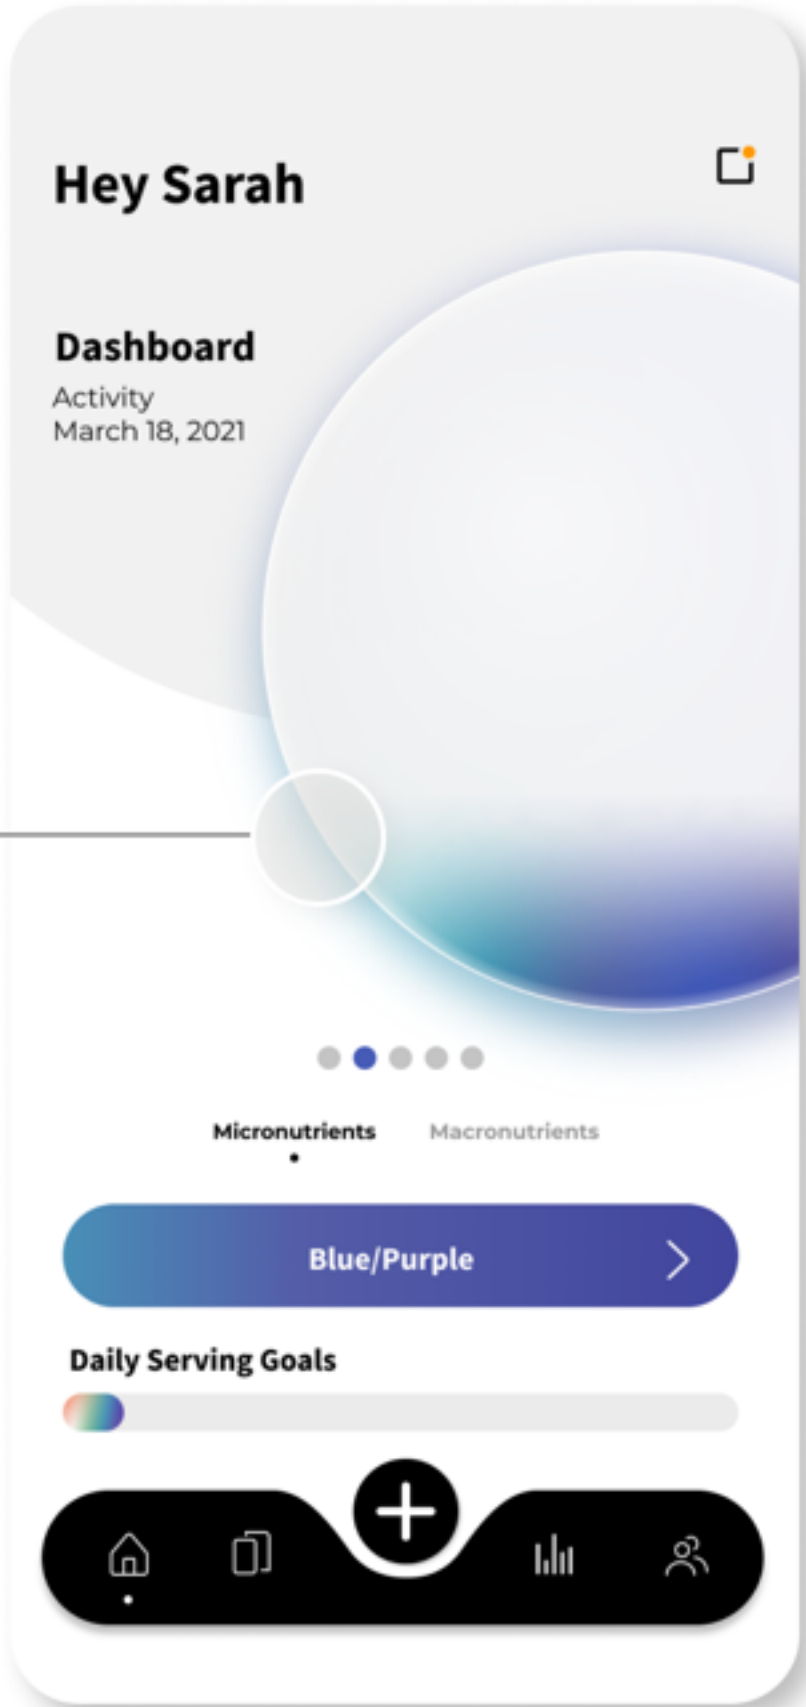 Hey Sarah
Dashboard
Activity
March 18, 2021
Micronutrients
Macronutrients
Blue/Purple
Daily Serving Goals